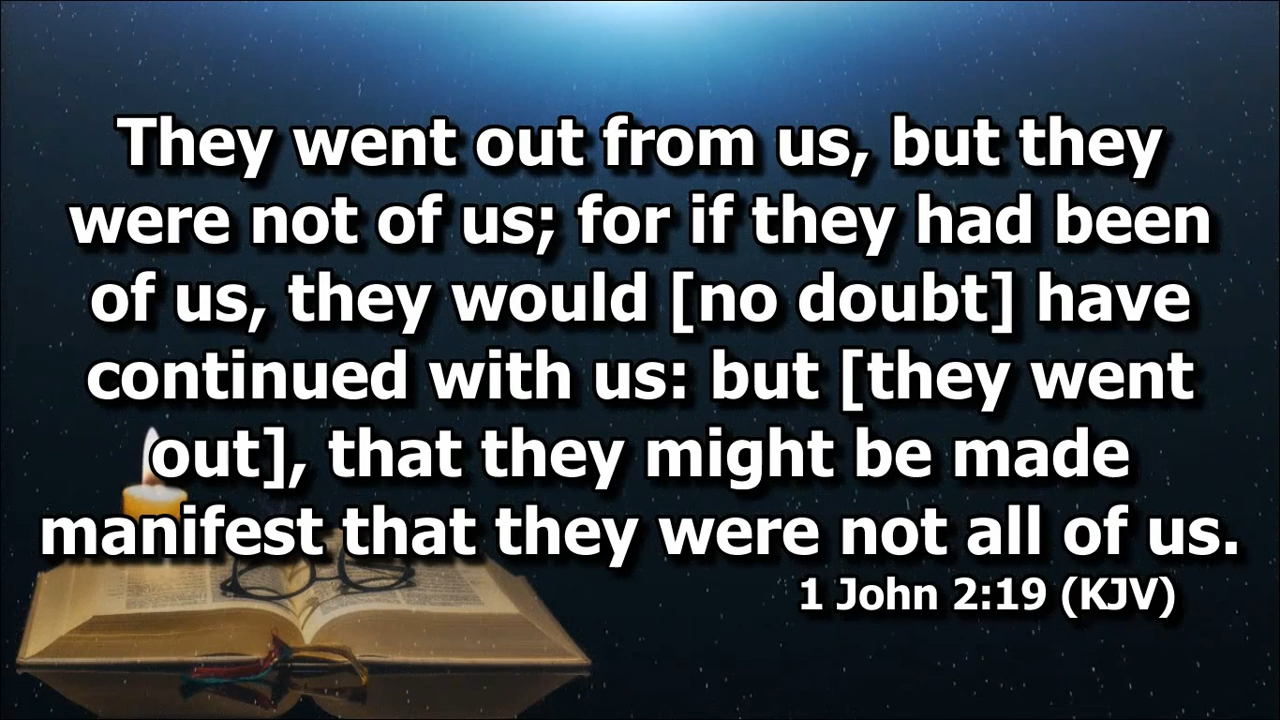 They went out from us, but they
were not of us; for if they had been
of us, they would [no doubt] have
continued with us: but [they went
out], that they might be made
manifest that they were not all of us.
1 John 2:19 (KJV)